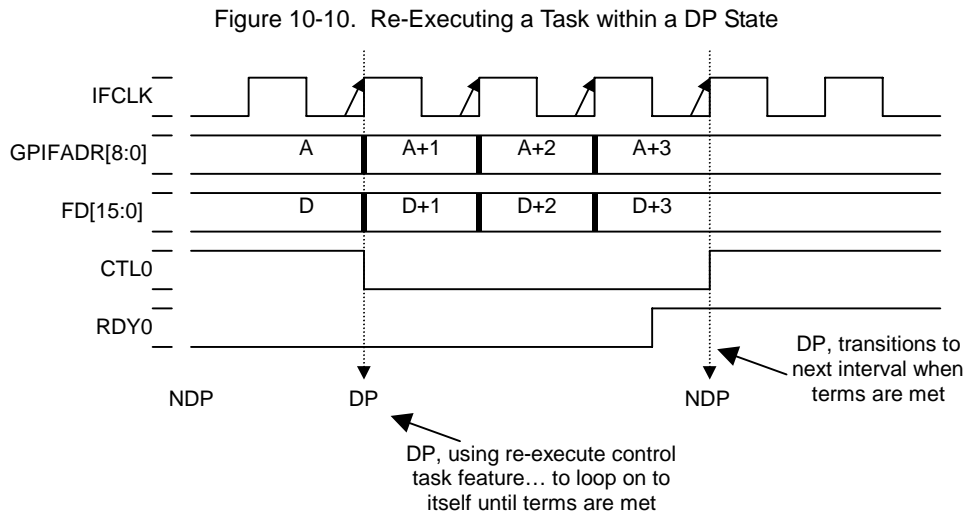 Figure 10-10. Re-Executing a Task within a DP State
IFCLK
GPIFADR[8:0]
A
A+1
A+2
A+3
FD[15:0]
D
D+1
D+2
D+3
CTL0
RDY0
DP, transitions to
next interval when
terms are met
NDP
DP
NDP
DP, using re-execute control
task feature… to loop on to
itself until terms are met